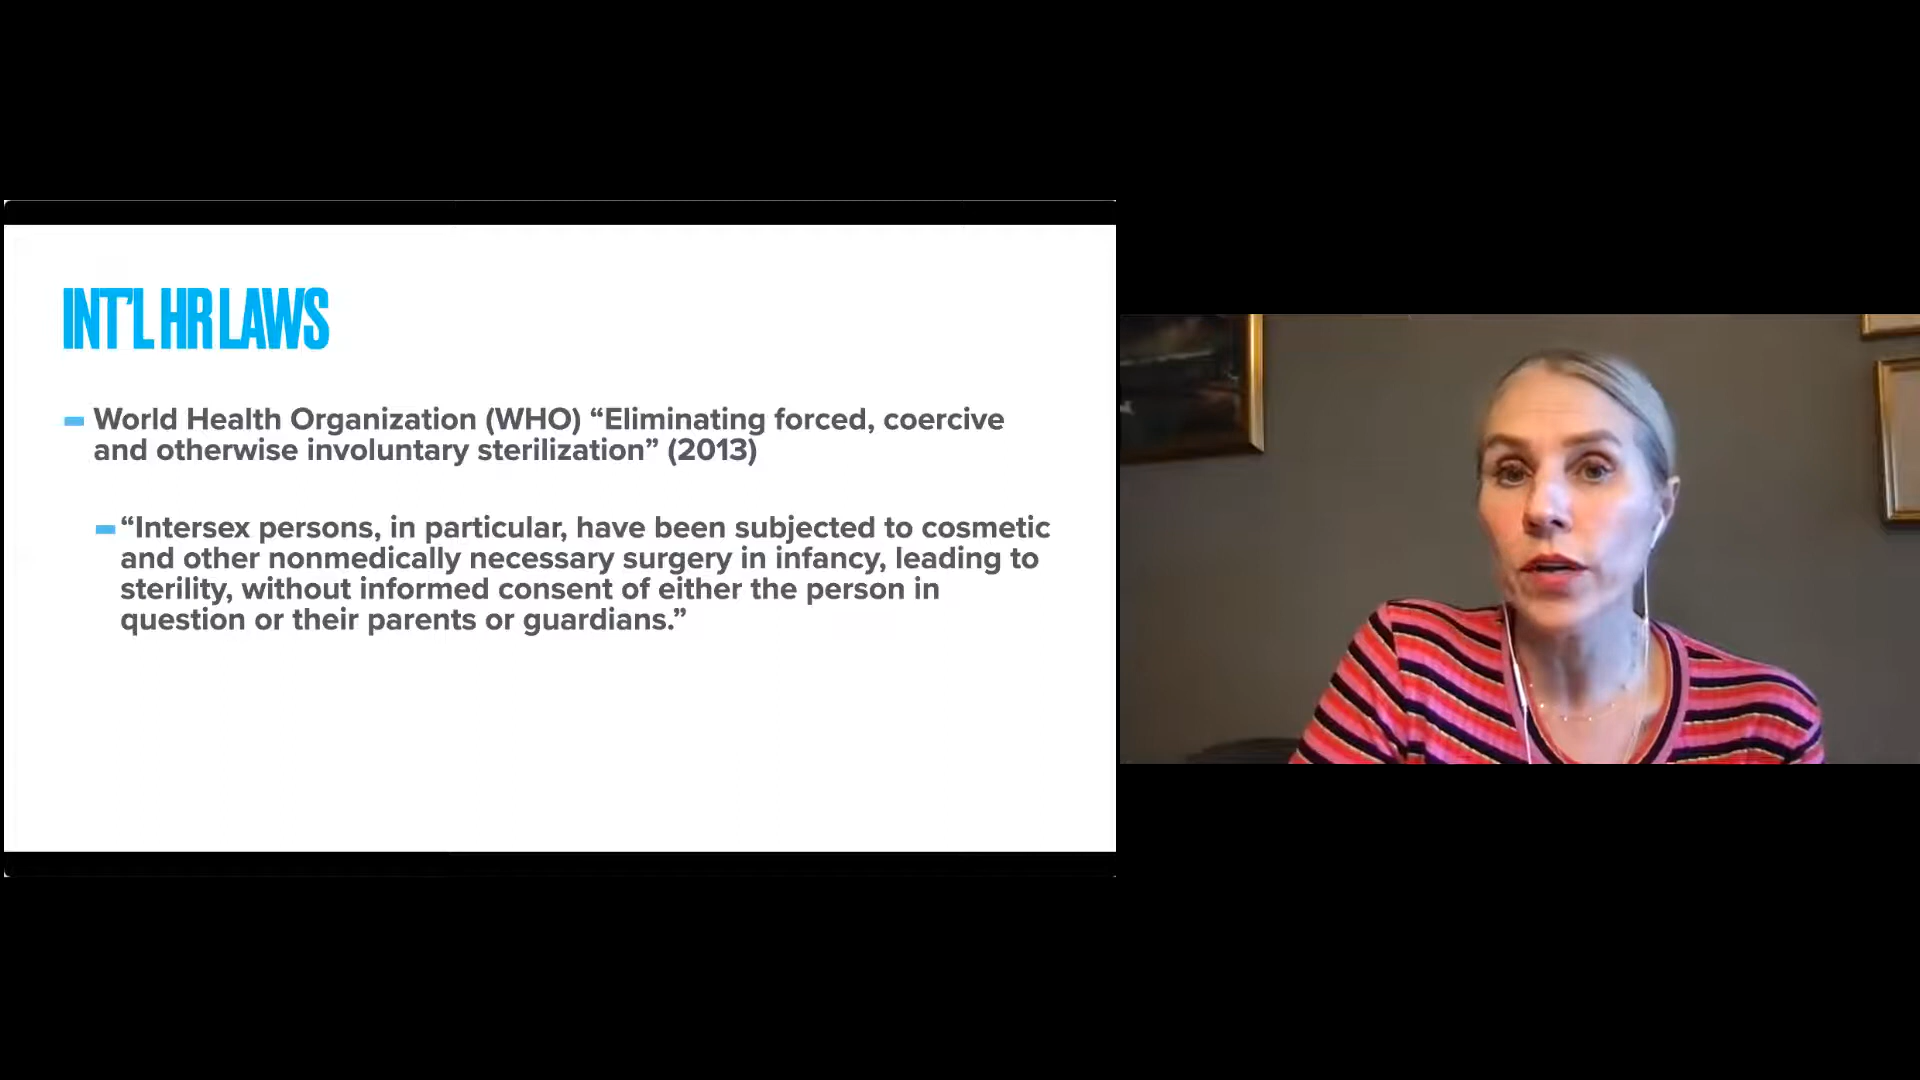 INT'L HR LAWS
World Health Organization (WHO) “Eliminating forced, coercive
and otherwise involuntary sterilization” (2013)
“Intersex persons, in particular, have been subjected to cosmetic
and other nonmedically necessary surgery in infancy, leading to
sterility, without informed consent of either the person in
question or their parents or guardians.”